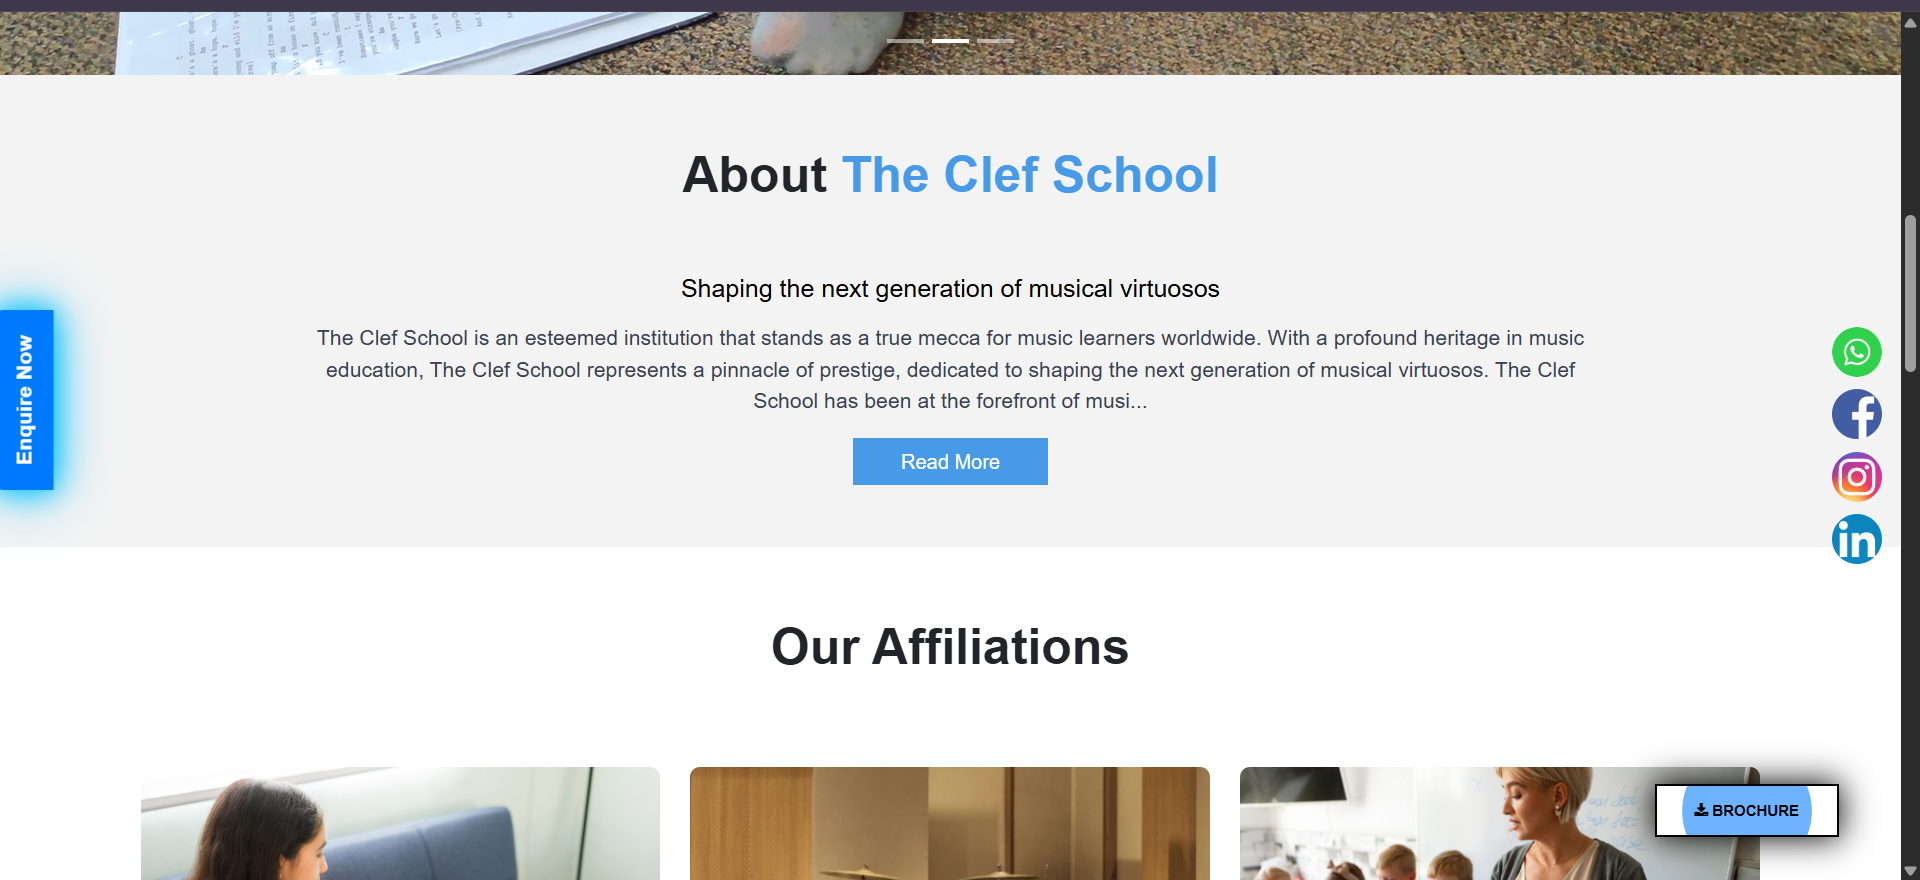 About The Clef School
Shaping the next generation of musical virtuosos
The Clef School is an esteemed institution that stands as a true mecca for music learners worldwide. With a profound heritage in music
education, The Clef School represents a pinnacle of prestige, dedicated to shaping the next generation of musical virtuosos. The Clef
School has been at the forefront of musi...
Read More
Enquire Now
Our Affiliations
BROCHURE